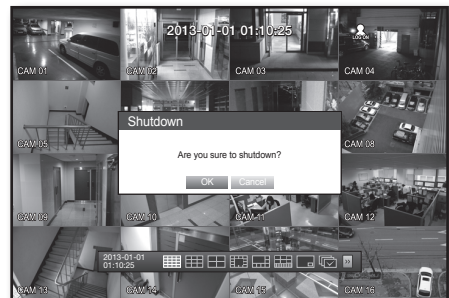 2013-01-01 01:10:25
LOG ON
CAM 01
CAM 02
CAM 03
CAM 04
Shutdown
Are you sure to shutdown?
OK
Cancel
CAM 05
CAM 08
CAM 09
CAM 10
CAM 11
CAM 12
2013-01-01
01:10:25
CAM 13
CAM 14
CAM 15
CAM 16